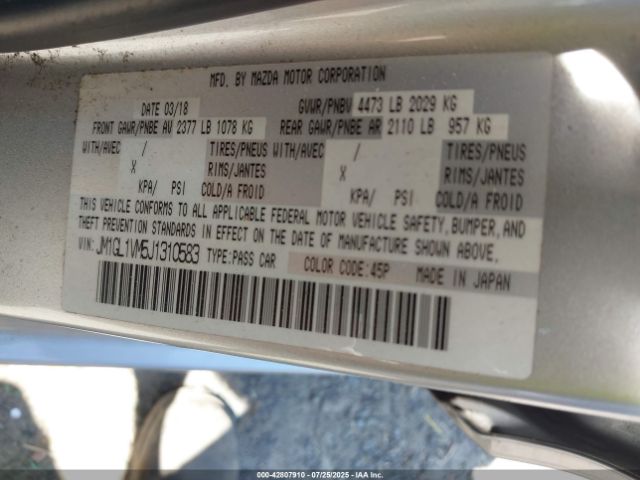 MFD. BY MAZDA MOTOR CORPORATION
DATE 03/18 GVWR/PNBV 4473 LB 2029 KG
FRONT GAWR/PNBE AV 2377 LB 1078 KG REAR GAWR/PNBE AR 2110 LB 957 KG
WITH/AVEC / TIRES/PNEUS WITH/AVEC / TIRES/PNEUS
X RIMS/JANTES X RIMS/JANTES
KPA/ PSI COLD/A FROID KPA/ PSI COLD/A FROID
THIS VEHICLE CONFORMS TO ALL APPLICABLE FEDERAL MOTOR VEHICLE SAFETY, BUMPER, AND
THEFT PREVENTION STANDARDS IN EFFECT ON THE DATE OF MANUFACTURE SHOWN ABOVE.
VIN: JM1GL1VM5J1310583 TYPE: PASS CAR COLOR CODE: 45P MADE IN JAPAN
00-42807910 - 07/25/2025 - IAAI.COM